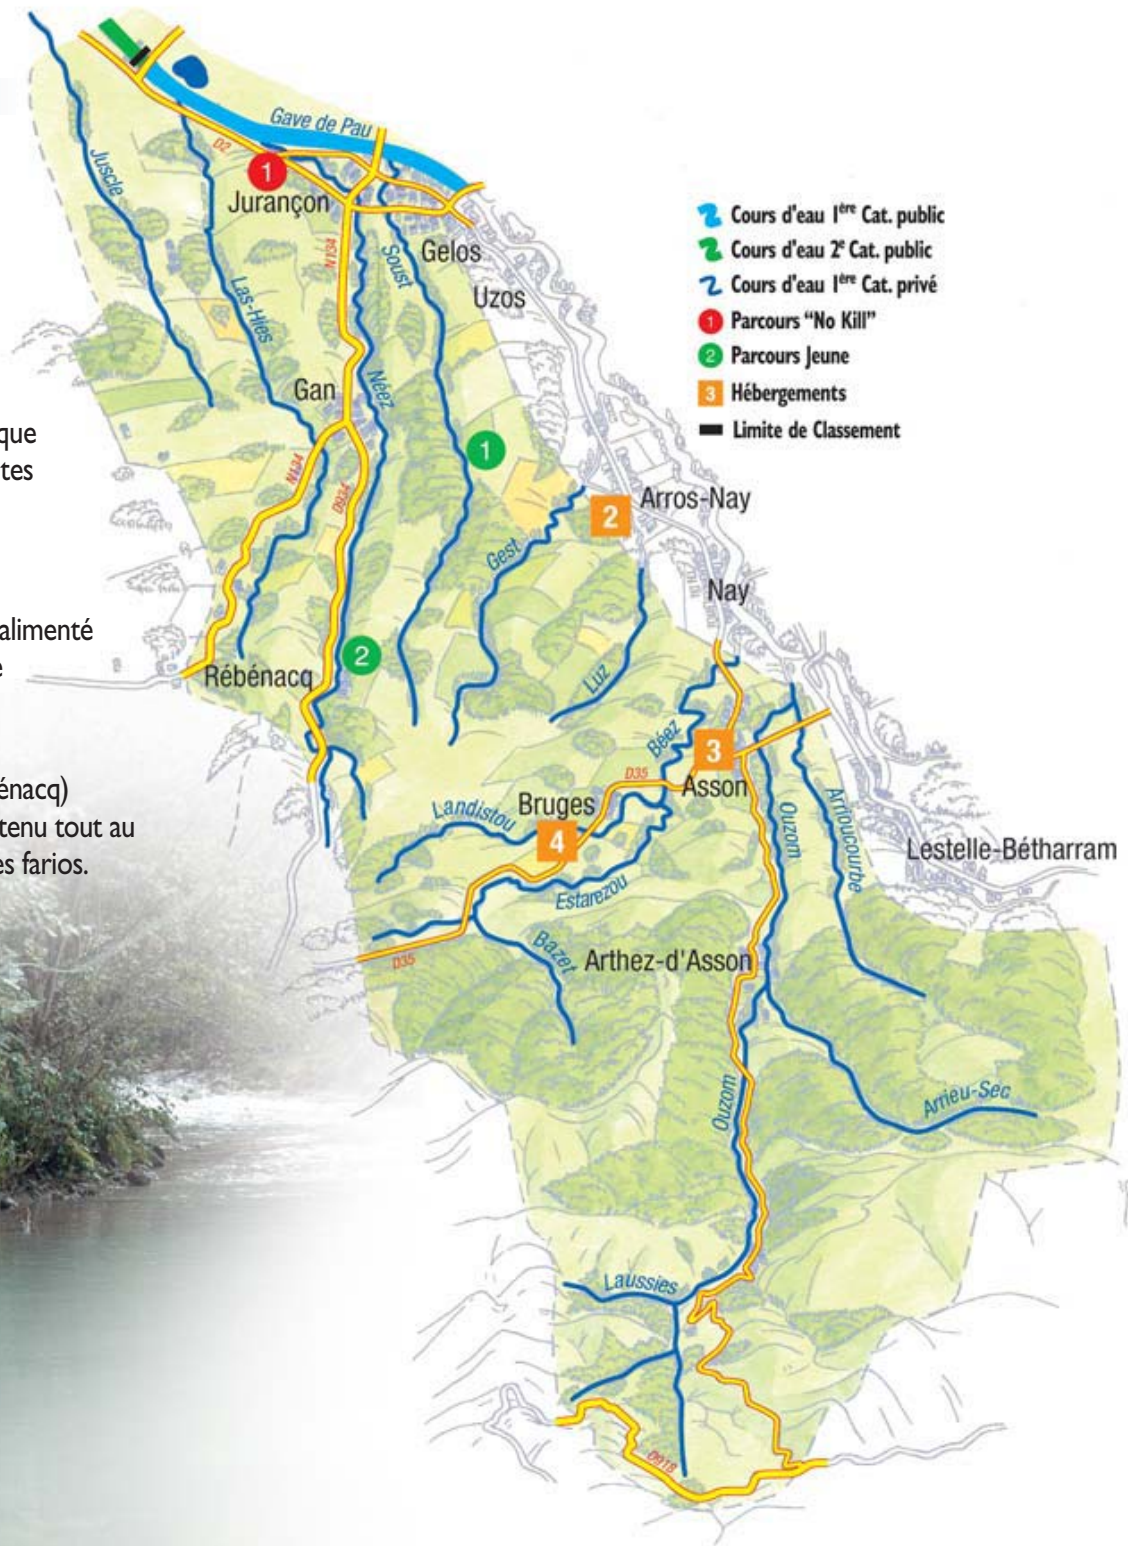 que
tes
alimenté
e
énacq)
tenu tout au
es farios.
Gave de Pau
D2
1
Jurançon
Juscle
Las-Hies
N134
Soust
Gelos
Uzos
Gan
Néez
N134
D934
1
Gest
2
Arros-Nay
Nay
2
Rébénacq
Luz
Béez
3
D35
Asson
Bruges
Landistou
4
Ouzom
Arrioucourbe
Lestelle-Bétharram
Estarezou
Bazet
D35
Arthez-d'Asson
Ouzom
Arrieu-Sec
Laussies
D918
Cours d'eau 1ère Cat. public
Cours d'eau 2e Cat. public
Cours d'eau 1ère Cat. privé
1 Parcours "No Kill"
2 Parcours Jeune
3 Hébergements
Limite de Classement